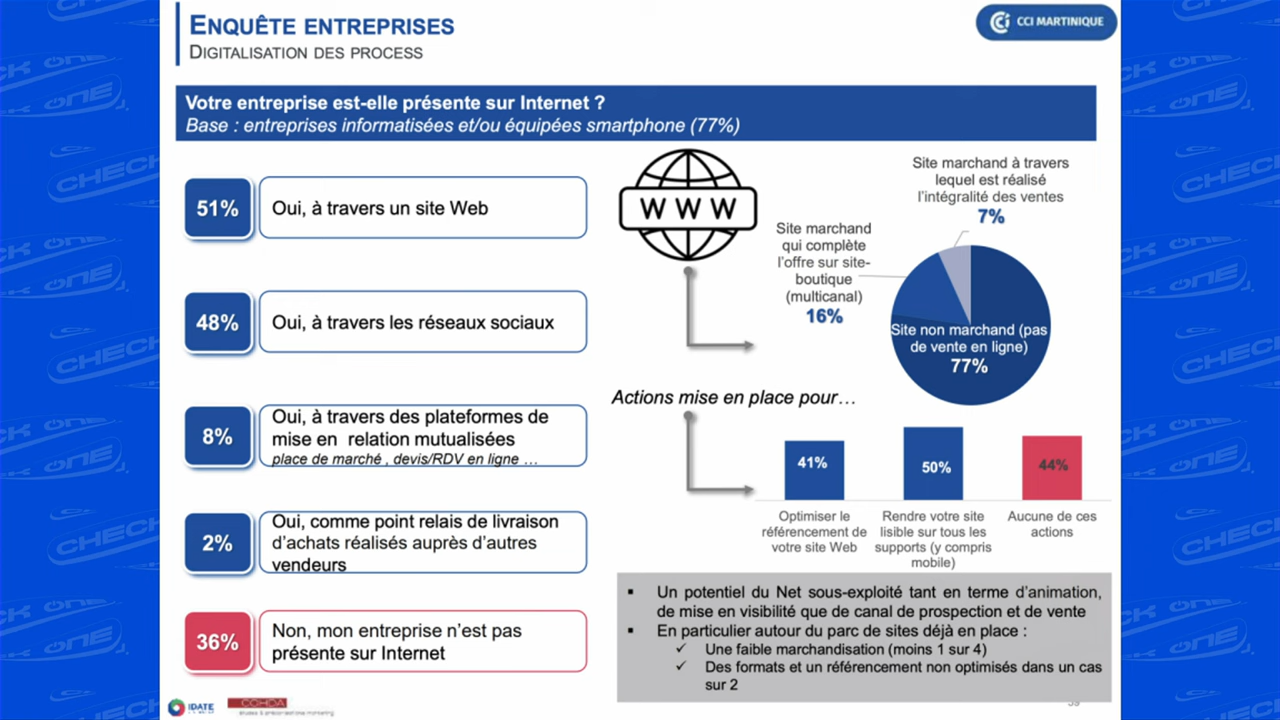 ENQUÊTE ENTREPRISES
DIGITALISATION DES PROCESS
CCI MARTINIQUE
Votre entreprise est-elle présente sur Internet ?
Base : entreprises informatisées et/ou équipées smartphone (77%)
51%
Oui, à travers un site Web
48%
Oui, à travers les réseaux sociaux
8%
Oui, à travers des plateformes de
mise en relation mutualisées
place de marché , devis/RDV en ligne …
2%
Oui, comme point relais de livraison
d'achats réalisés auprès d'autres
vendeurs
36%
Non, mon entreprise n'est pas
présente sur Internet
WWW
Site marchand à travers
lequel est réalisé
l'intégralité des ventes
7%
Site marchand
qui complète
l'offre sur site-
boutique
(multicanal)
16%
Site non marchand (pas
de vente en ligne)
77%
Actions mise en place pour…
41%
50%
44%
Optimiser le
référencement de
votre site Web
Rendre votre site
lisible sur tous les
supports (y compris
mobile)
Aucune de ces
actions
▪ Un potentiel du Net sous-exploité tant en terme d'animation,
de mise en visibilité que de canal de prospection et de vente
▪ En particulier autour du parc de sites déjà en place :
✓ Une faible marchandisation (moins 1 sur 4)
✓ Des formats et un référencement non optimisés dans un cas
sur 2
IDATE
CHECK ONE